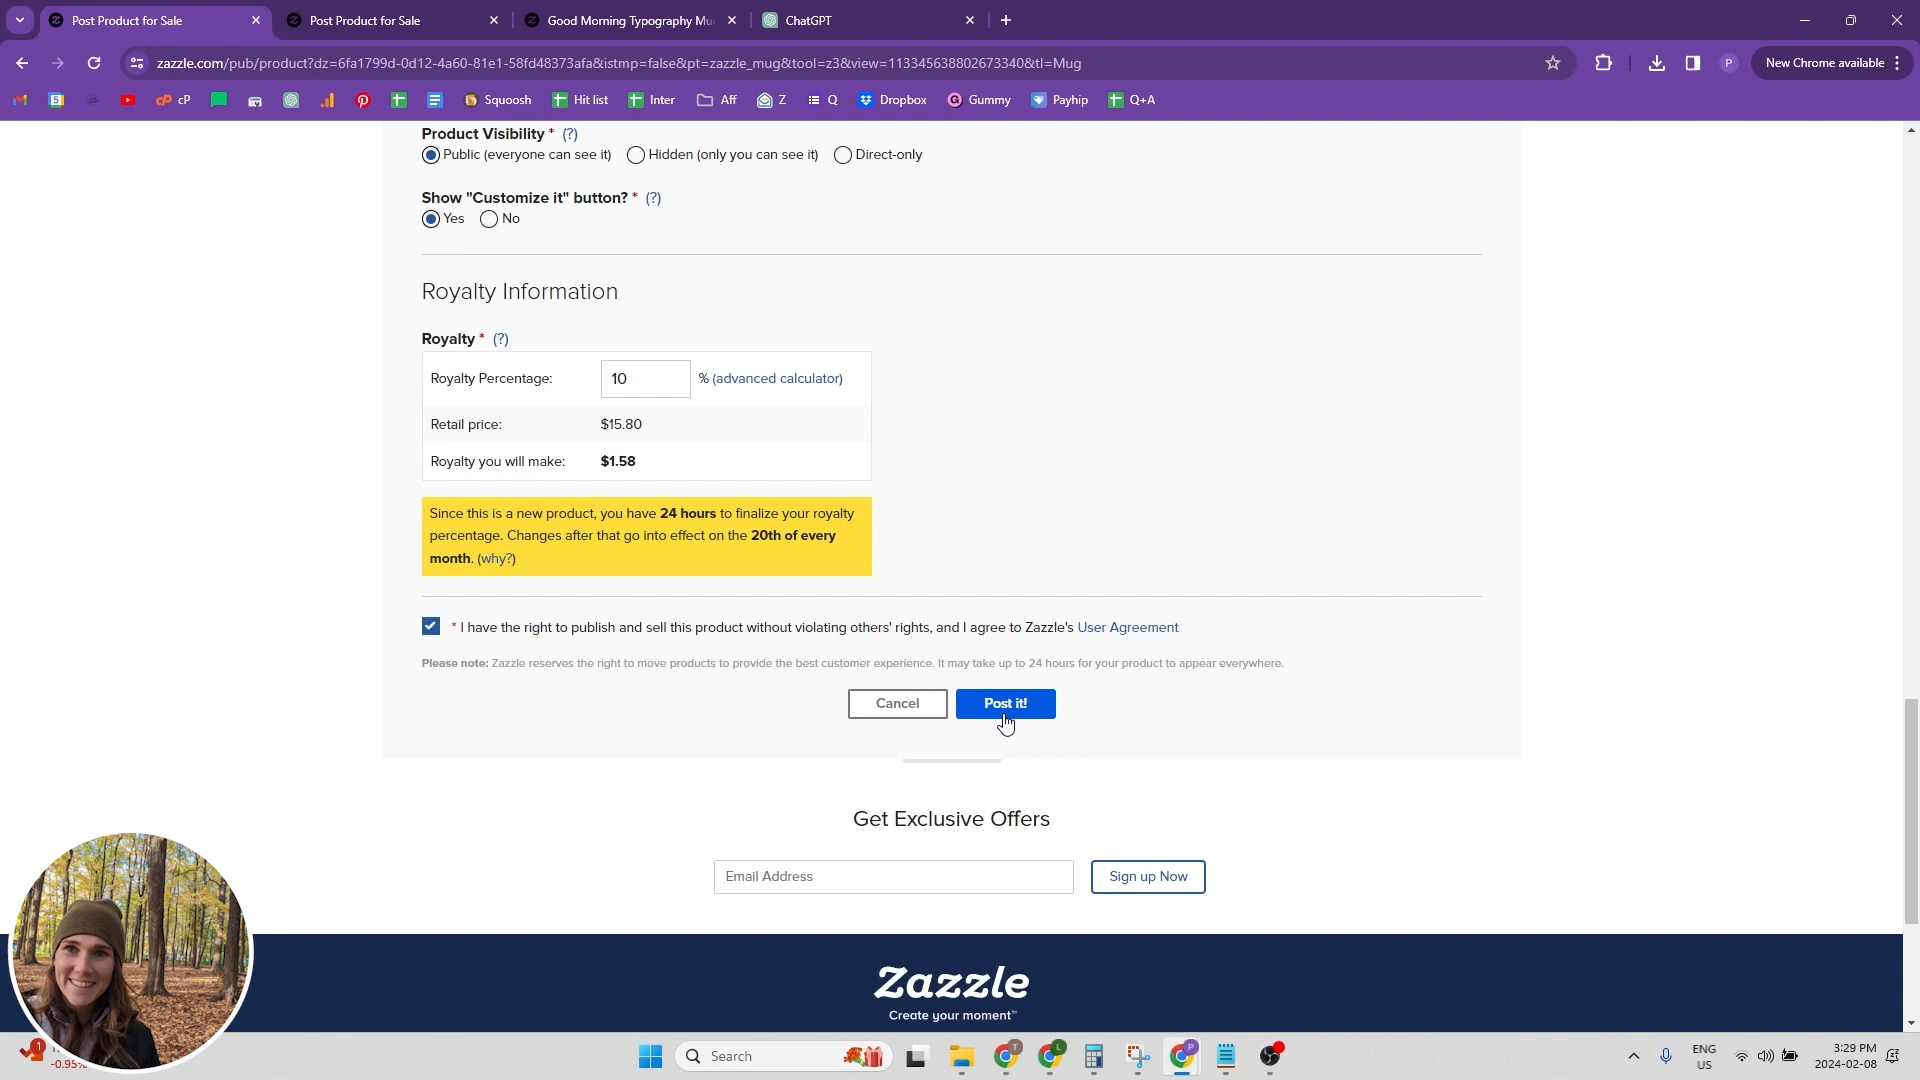 Post Product for Sale
Post Product for Sale
Good Morning Typography Mu
ChatGPT
zazzle.com/pub/product?dz=6fa1799d-0d12-4a60-81e1-58fd48373afa&istmp=false&pt=zazzle_mug&tool=z3&view=113345638802673340&tl=Mug
P
New Chrome available
cP
Squoosh
Hit list
Inter
Aff
Z
Q
Dropbox
Gummy
Payhip
Q+A
Product Visibility * (?)
Public (everyone can see it) Hidden (only you can see it) Direct-only
Show "Customize it" button? * (?)
Yes No
Royalty Information
Royalty * (?)
Royalty Percentage: 10 % (advanced calculator)
Retail price: $15.80
Royalty you will make: $1.58
Since this is a new product, you have 24 hours to finalize your royalty
percentage. Changes after that go into effect on the 20th of every
month. (why?)
* I have the right to publish and sell this product without violating others' rights, and I agree to Zazzle's User Agreement
Please note: Zazzle reserves the right to move products to provide the best customer experience. It may take up to 24 hours for your product to appear everywhere.
Cancel Post it!
Get Exclusive Offers
Email Address
Sign up Now
Zazzle
Create your moment™
1
-0.95%
Search
T
L
P
ENG
US
3:29 PM
2024-02-08